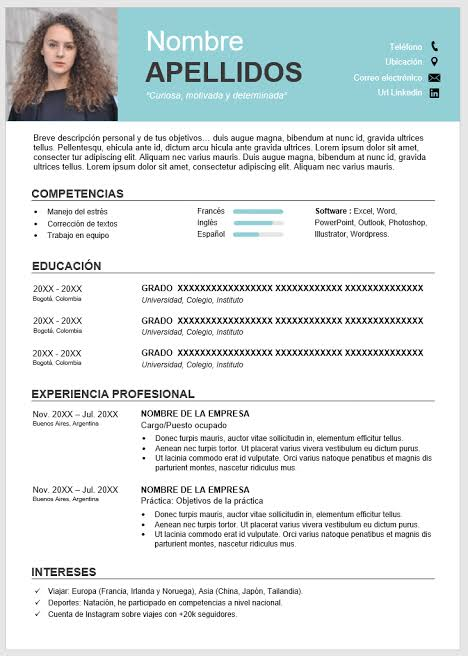 Nombre
APELLIDOS
"Curiosa, motivada y determinada"
Teléfono
Ubicación
Correo electrónico
Url Linkedin
Breve descripción personal y de tus objetivos… duis augue magna, bibendum at nunc id, gravida ultrices
tellus. Pellentesqu, ehicula ante id, dictum ligula. Lorem ipsum dolor sit amet, gravida ultrices tellus,
consecter tur adipiscing elit. Aliquam nec varius mauris. Duis augue magna, bibendum at nunc id, gravida
ultrices tellus. Lorem ipsum dolor sit amet, consectetur adipiscing elit. Aliquam nec varius mauris.
COMPETENCIAS
Manejo del estrés
Corrección de textos
Trabajo en equipo
Francés
Inglés
Español
Software : Excel, Word,
PowerPoint, Outlook, Photoshop,
Illustrator, Wordpress.
EDUCACIÓN
20XX - 20XX
Bogotá, Colombia
GRADO XXXXXXXXXXXXXXXXXX XXXXXXXXXX XXXXXXXXXXXXXX
Universidad, Colegio, Instituto
20XX - 20XX
Bogotá, Colombia
GRADO XXXXXXXXXXXXXXXXXX XXXXXXXXXX XXXXXXXXXXXXXX
Universidad, Colegio, Instituto
20XX - 20XX
Bogotá, Colombia
GRADO XXXXXXXXXXXXXXXXXX XXXXXXXXXX XXXXXXXXXXXXXX
Universidad, Colegio, Instituto
EXPERIENCIA PROFESIONAL
Nov. 20XX – Jul. 20XX
Buenos Aires, Argentina
NOMBRE DE LA EMPRESA
Cargo/Puesto ocupado
Donec turpis mauris, auctor vitae sollicitudin in, elementum efficitur tellus.
Aenean nec turpis tortor. Ut placerat varius viverra vestibulum eu dictum purus.
Ut lacinia commodo erat id volutpat. Orci varius natoque penatibus et magnis dis
parturient montes, nascetur ridiculus mus.
Nov. 20XX – Jul. 20XX
Buenos Aires, Argentina
NOMBRE DE LA EMPRESA
Práctica: Objetivos de la práctica
Donec turpis mauris, auctor vitae sollicitudin in, elementum efficitur tellus.
Aenean nec turpis tortor. Ut placerat varius viverra vestibulum eu dictum purus.
Ut lacinia commodo erat id volutpat. Orci varius natoque penatibus et magnis dis
parturient montes, nascetur ridiculus mus.
INTERESES
Viajar: Europa (Francia, Irlanda y Noruega), Asia (China, Japón, Tailandia).
Deportes: Natación, he participado en competencias a nivel nacional.
Cuenta de Instagram sobre viajes con +20k seguidores.